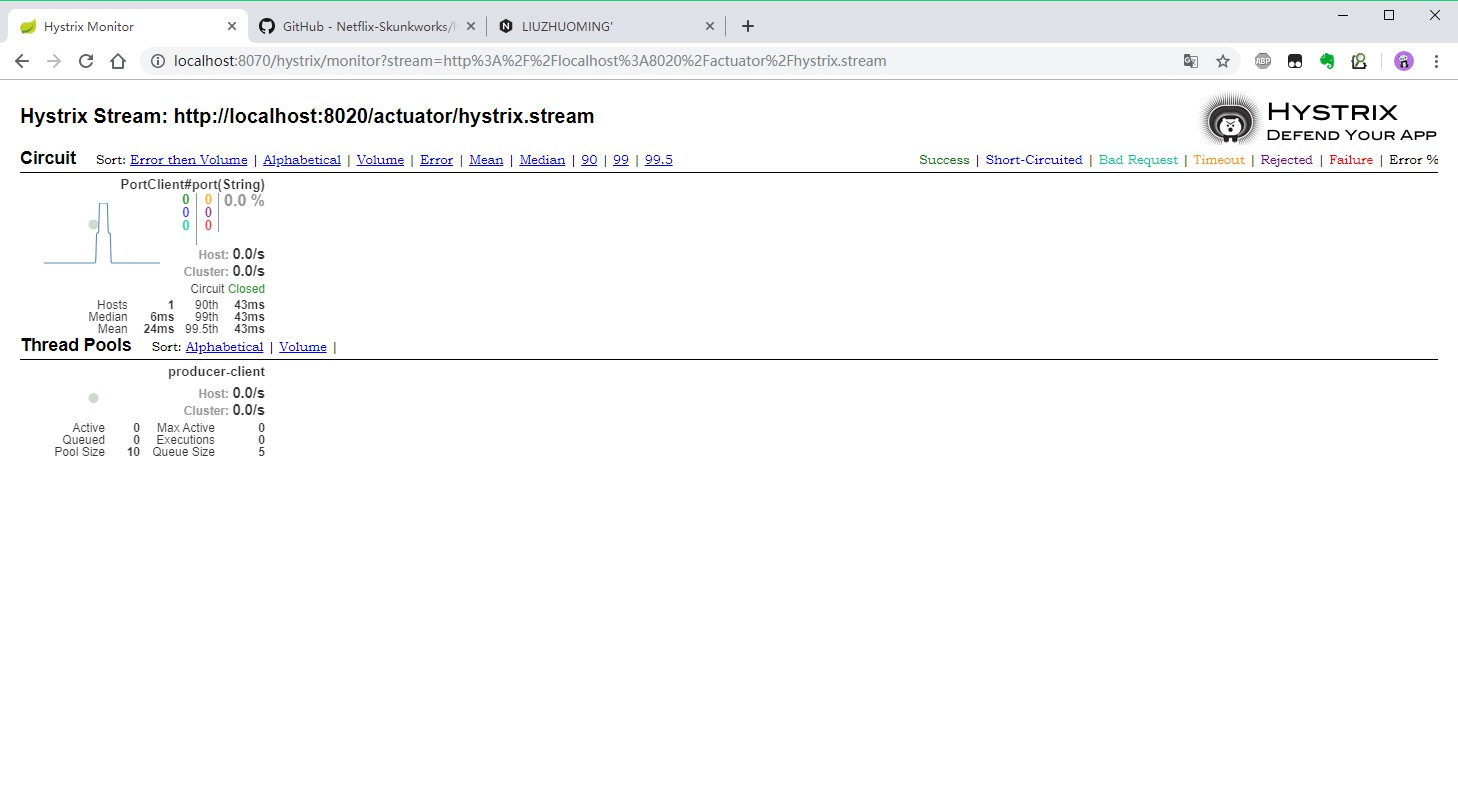 Hystrix Monitor
GitHub - Netflix-Skunkworks/
LIUZHUOMING'
localhost:8070/hystrix/monitor?stream=http%3A%2F%2Flocalhost%3A8020%2Factuator%2Fhystrix.stream
ABP
Hystrix Stream: http://localhost:8020/actuator/hystrix.stream
HYSTRIX
DEFEND YOUR APP
Circuit Sort: Error then Volume | Alphabetical | Volume | Error | Mean | Median | 90 | 99 | 99.5
Success | Short-Circuited | Bad Request | Timeout | Rejected | Failure | Error %
PortClient#port(String)
0 0 0.0 %
0 0
0 0
Host: 0.0/s
Cluster: 0.0/s
Circuit Closed
Hosts 1 90th 43ms
Median 6ms 99th 43ms
Mean 24ms 99.5th 43ms
Thread Pools Sort: Alphabetical | Volume |
producer-client
Host: 0.0/s
Cluster: 0.0/s
Active 0 Max Active 0
Queued 0 Executions 0
Pool Size 10 Queue Size 5